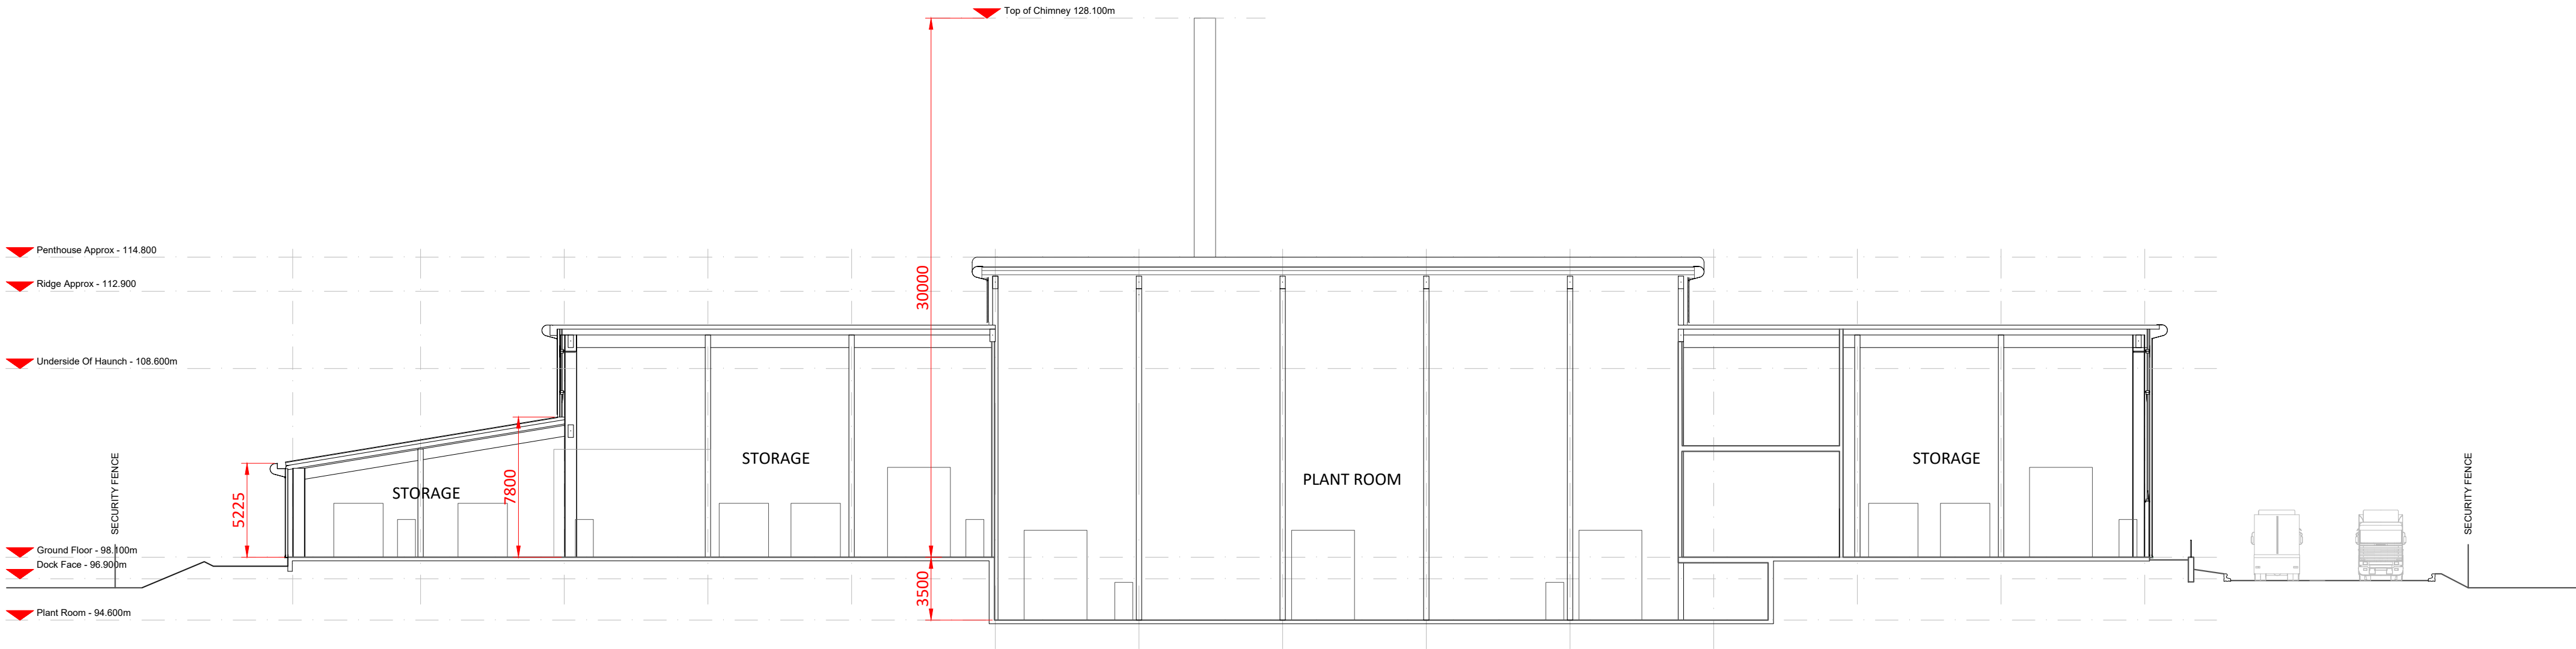 Top of Chimney 128.100m
Penthouse Approx - 114.800
Ridge Approx - 112.900
30000
Underside Of Haunch - 108.600m
STORAGE
STORAGE
PLANT ROOM
STORAGE
SECURITY FENCE
SECURITY FENCE
5225
7800
Ground Floor - 98.100m
Dock Face - 96.900m
3500
Plant Room - 94.600m